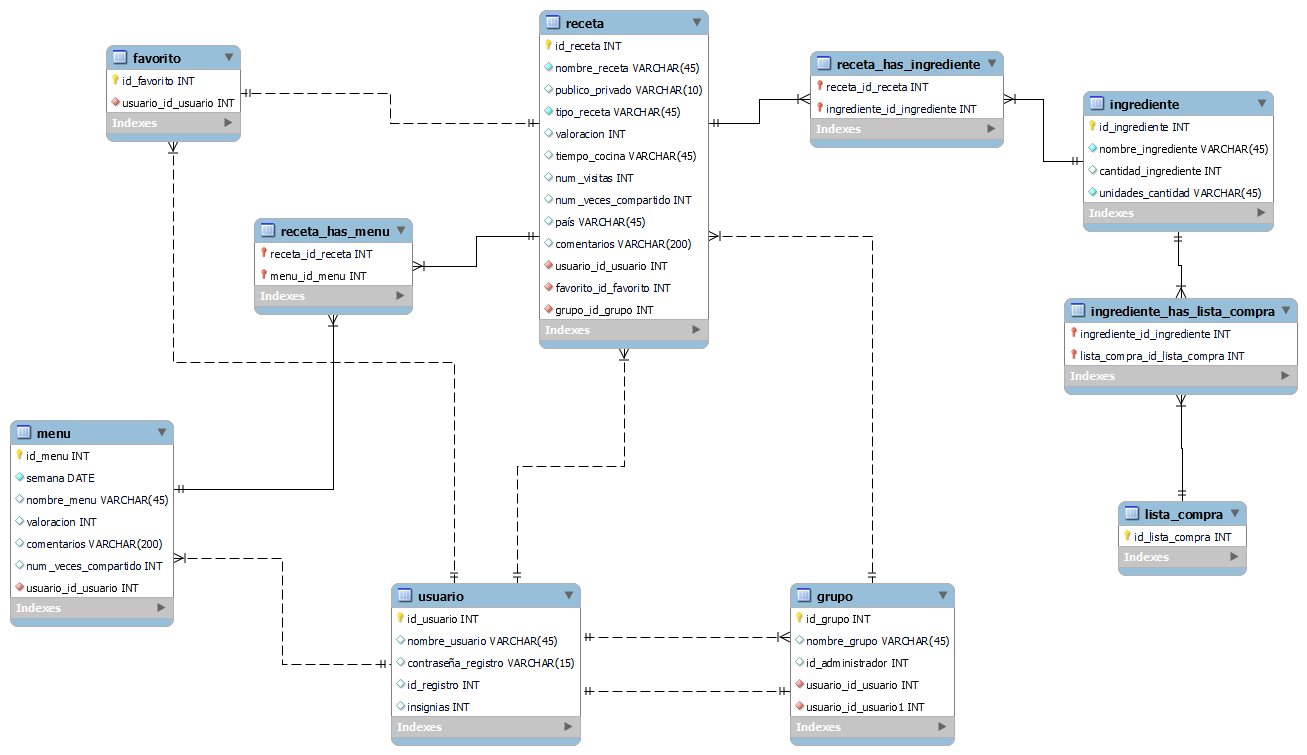 favorito
id_favorito INT
usuario_id_usuario INT
Indexes
receta
id_receta INT
nombre_receta VARCHAR(45)
publico_privado VARCHAR(10)
tipo_receta VARCHAR(45)
valoracion INT
tiempo_cocina VARCHAR(45)
num_visitas INT
num_veces_compartido INT
país VARCHAR(45)
comentarios VARCHAR(200)
usuario_id_usuario INT
favorito_id_favorito INT
grupo_id_grupo INT
Indexes
receta_has_ingrediente
receta_id_receta INT
ingrediente_id_ingrediente INT
Indexes
ingrediente
id_ingrediente INT
nombre_ingrediente VARCHAR(45)
cantidad_ingrediente INT
unidades_cantidad VARCHAR(45)
Indexes
receta_has_menu
receta_id_receta INT
menu_id_menu INT
Indexes
ingrediente_has_lista_compra
ingrediente_id_ingrediente INT
lista_compra_id_lista_compra INT
Indexes
menu
id_menu INT
semana DATE
nombre_menu VARCHAR(45)
valoracion INT
comentarios VARCHAR(200)
num_veces_compartido INT
usuario_id_usuario INT
Indexes
lista_compra
id_lista_compra INT
Indexes
usuario
id_usuario INT
nombre_usuario VARCHAR(45)
contraseña_registro VARCHAR(15)
id_registro INT
insignias INT
Indexes
grupo
id_grupo INT
nombre_grupo VARCHAR(45)
id_administrador INT
usuario_id_usuario INT
usuario_id_usuario1 INT
Indexes